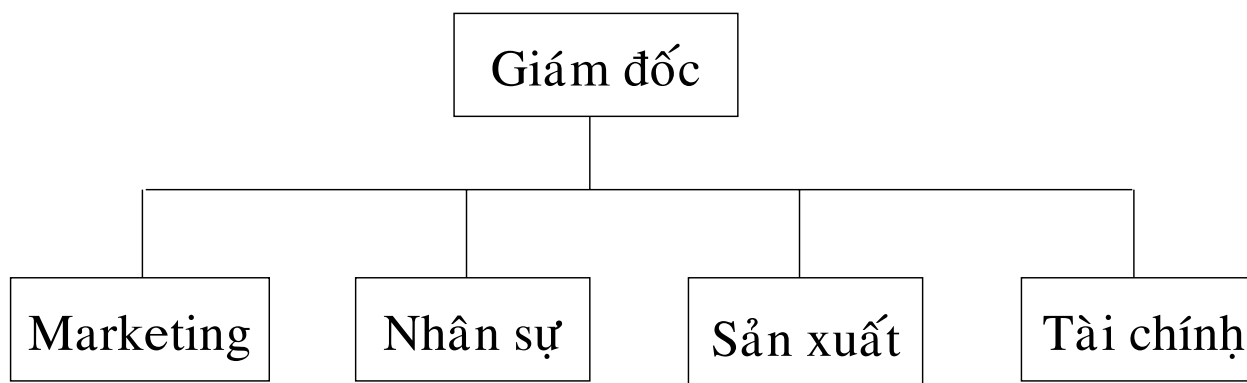 Giám đốc
Marketing
Nhân sự
Sản xuất
Tài chính